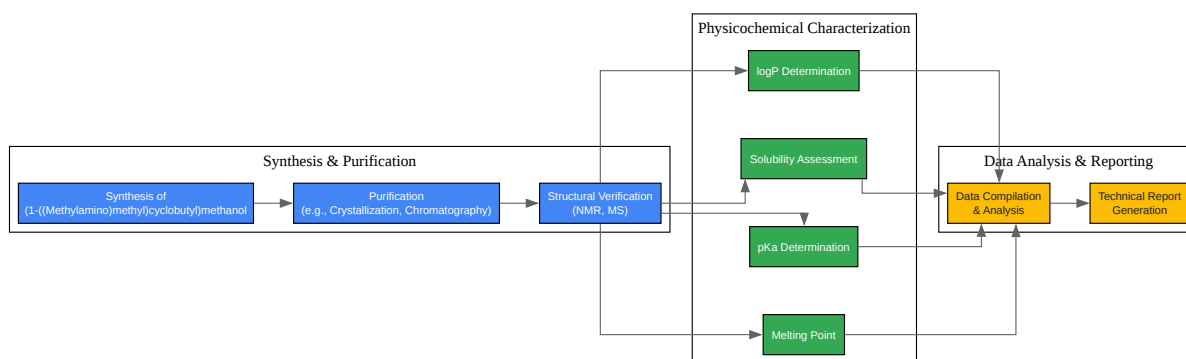 Physicochemical Characterization
logP Determination
Synthesis & Purification
Solubility Assessment
Data Analysis & Reporting
Synthesis of
(1-((Methylamino)methyl)cyclobutyl)methanol
Purification
(e.g., Crystallization, Chromatography)
Structural Verification
(NMR, MS)
Data Compilation
& Analysis
Technical Report
Generation
pKa Determination
Melting Point